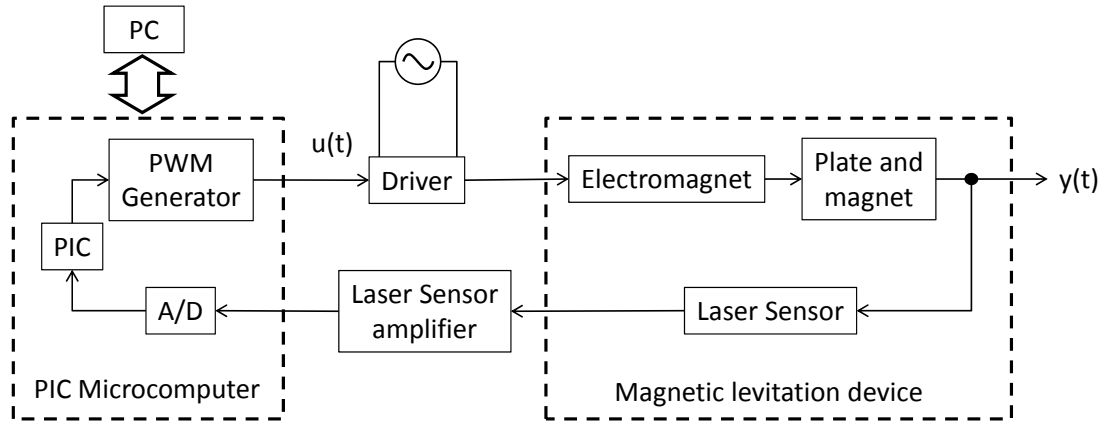 PC
PWM
Generator
u(t)
Driver
Electromagnet
Plate and
magnet
y(t)
PIC
A/D
Laser Sensor
amplifier
Laser Sensor
PIC Microcomputer
Magnetic levitation device